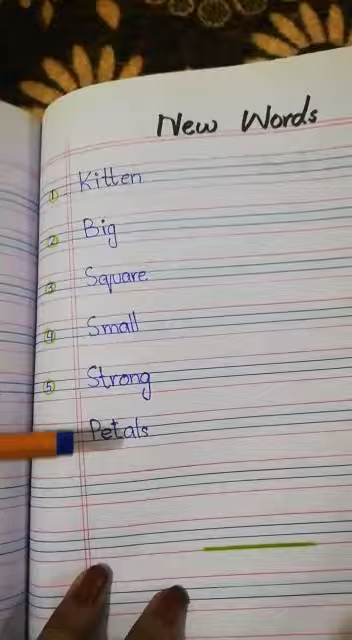 New Words
① Kitten
② Big
③ Square
④ Small
⑤ Strong
Petals